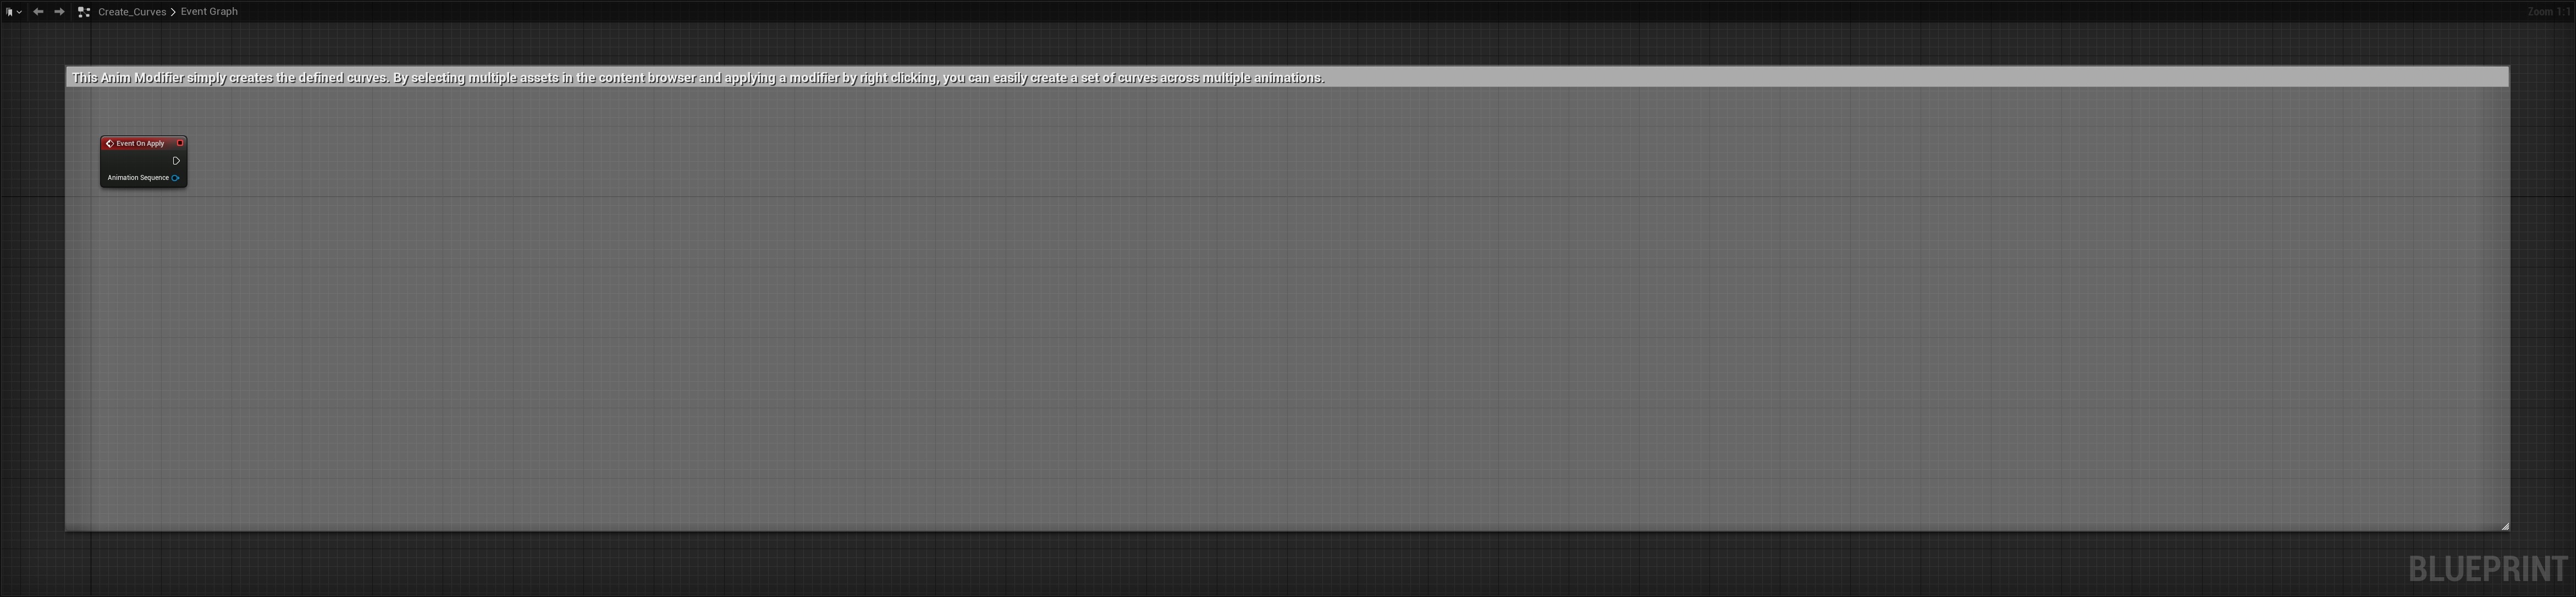 Create_Curves > Event Graph
Zoom 1:1
This Anim Modifier simply creates the defined curves. By selecting multiple assets in the content browser and applying a modifier by right clicking, you can easily create a set of curves across multiple animations.
Event On Apply
Animation Sequence
BLUEPRINT